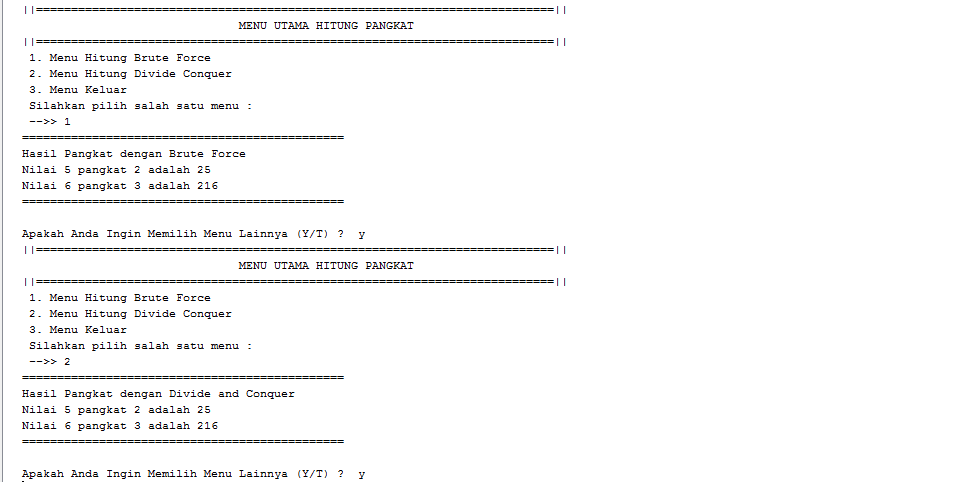 ||==========================================================================||
MENU UTAMA HITUNG PANGKAT
||==========================================================================||
1. Menu Hitung Brute Force
2. Menu Hitung Divide Conquer
3. Menu Keluar
Silahkan pilih salah satu menu :
-->> 1
==============================================
Hasil Pangkat dengan Brute Force
Nilai 5 pangkat 2 adalah 25
Nilai 6 pangkat 3 adalah 216
==============================================
Apakah Anda Ingin Memilih Menu Lainnya (Y/T) ?  y
||==========================================================================||
MENU UTAMA HITUNG PANGKAT
||==========================================================================||
1. Menu Hitung Brute Force
2. Menu Hitung Divide Conquer
3. Menu Keluar
Silahkan pilih salah satu menu :
-->> 2
==============================================
Hasil Pangkat dengan Divide and Conquer
Nilai 5 pangkat 2 adalah 25
Nilai 6 pangkat 3 adalah 216
==============================================
Apakah Anda Ingin Memilih Menu Lainnya (Y/T) ?  y